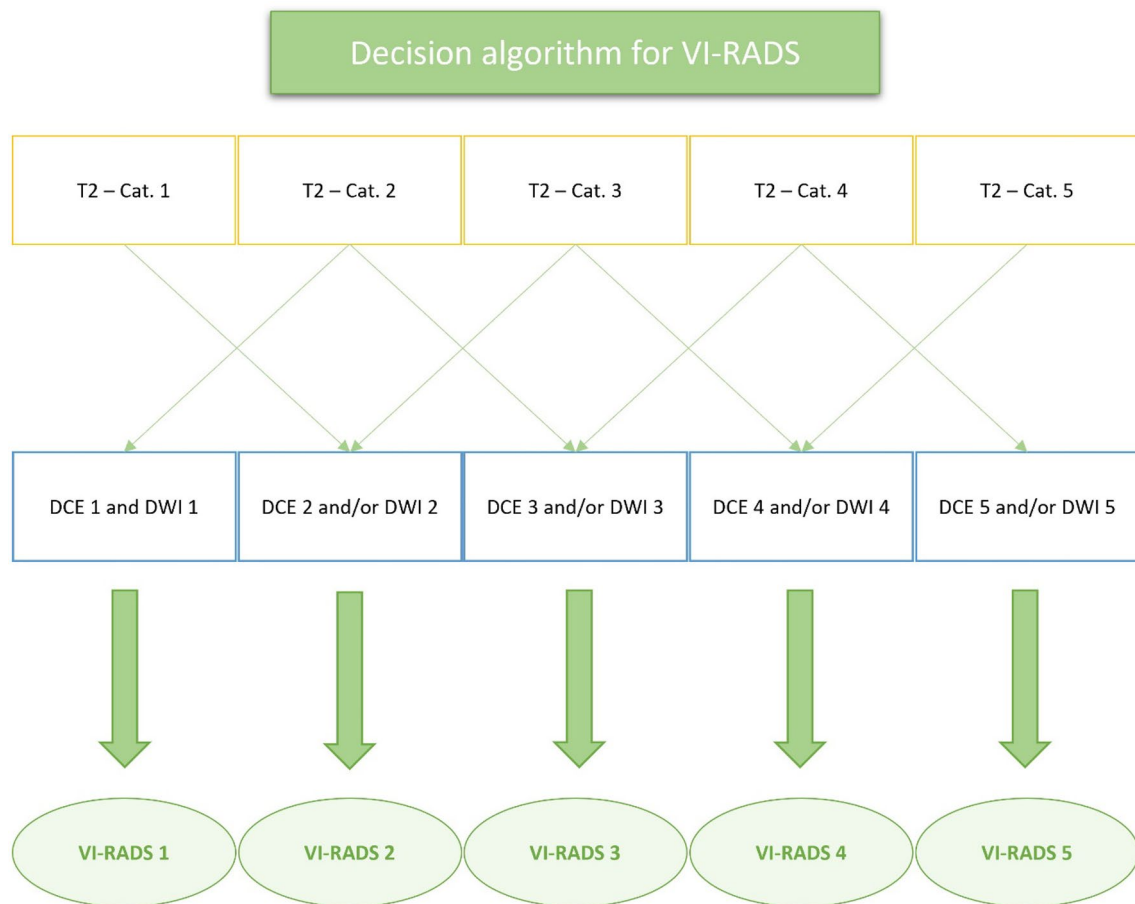 Decision algorithm for VI-RADS
T2 – Cat. 1
T2 – Cat. 2
T2 – Cat. 3
T2 – Cat. 4
T2 – Cat. 5
DCE 1 and DWI 1
DCE 2 and/or DWI 2
DCE 3 and/or DWI 3
DCE 4 and/or DWI 4
DCE 5 and/or DWI 5
VI-RADS 1
VI-RADS 2
VI-RADS 3
VI-RADS 4
VI-RADS 5